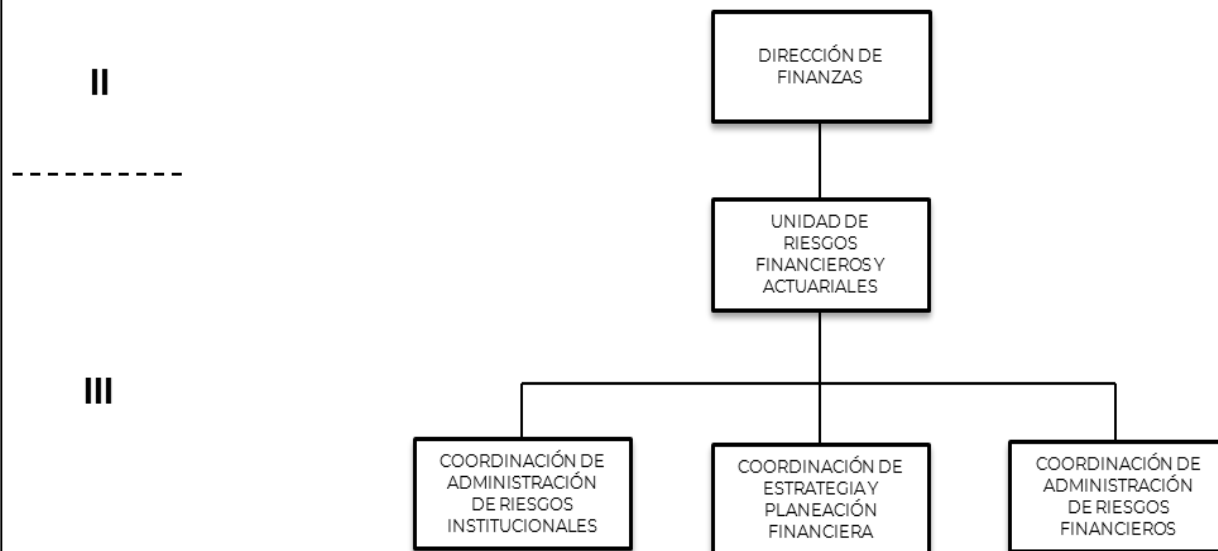 II
DIRECCIÓN DE
FINANZAS
UNIDAD DE
RIESGOS
FINANCIEROS Y
ACTUARIALES
III
COORDINACIÓN DE
ADMINISTRACIÓN
DE RIESGOS
INSTITUCIONALES
COORDINACIÓN DE
ESTRATEGIA Y
PLANEACIÓN
FINANCIERA
COORDINACIÓN DE
ADMINISTRACIÓN
DE RIESGOS
FINANCIEROS